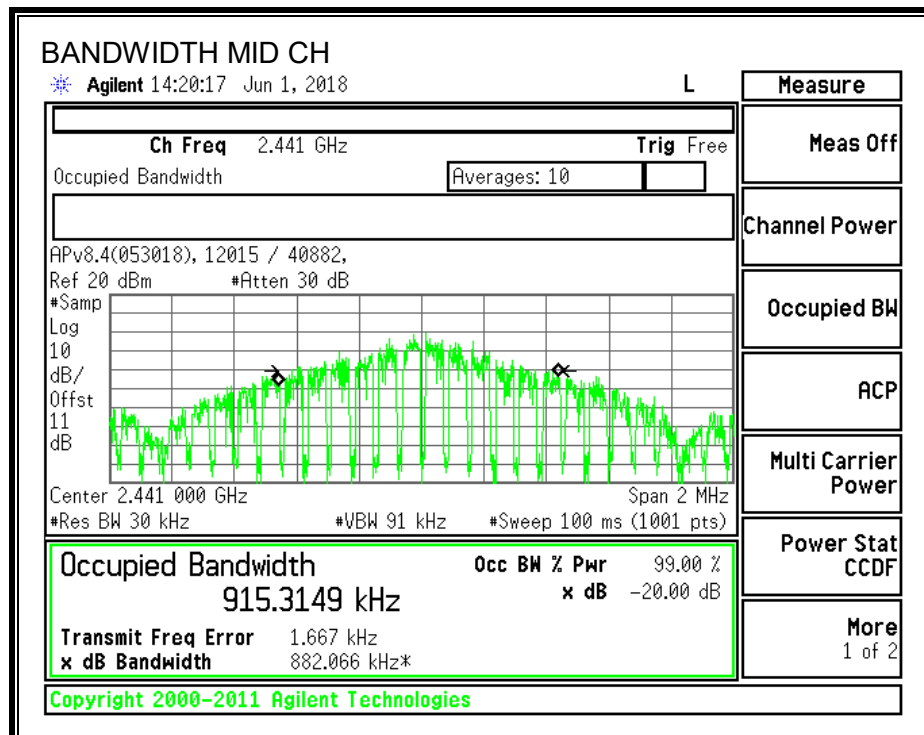 BANDWIDTH MID CH
Agilent 14:20:17 Jun 1, 2018 L
Measure
Ch Freq 2.441 GHz Trig Free
Meas Off
Occupied Bandwidth Averages: 10
Channel Power
APv8.4(053018), 12015 / 40882,
Ref 20 dBm #Atten 30 dB
#Samp
Log
10
dB/
Offst
11
dB
Occupied BW
ACP
Multi Carrier
Power
Center 2.441 000 GHz Span 2 MHz
#Res BW 30 kHz #VBW 91 kHz #Sweep 100 ms (1001 pts)
Power Stat
CCDF
Occupied Bandwidth Occ BW % Pwr 99.00 %
915.3149 kHz x dB -20.00 dB
Transmit Freq Error 1.667 kHz
x dB Bandwidth 882.066 kHz*
More
1 of 2
Copyright 2000-2011 Agilent Technologies